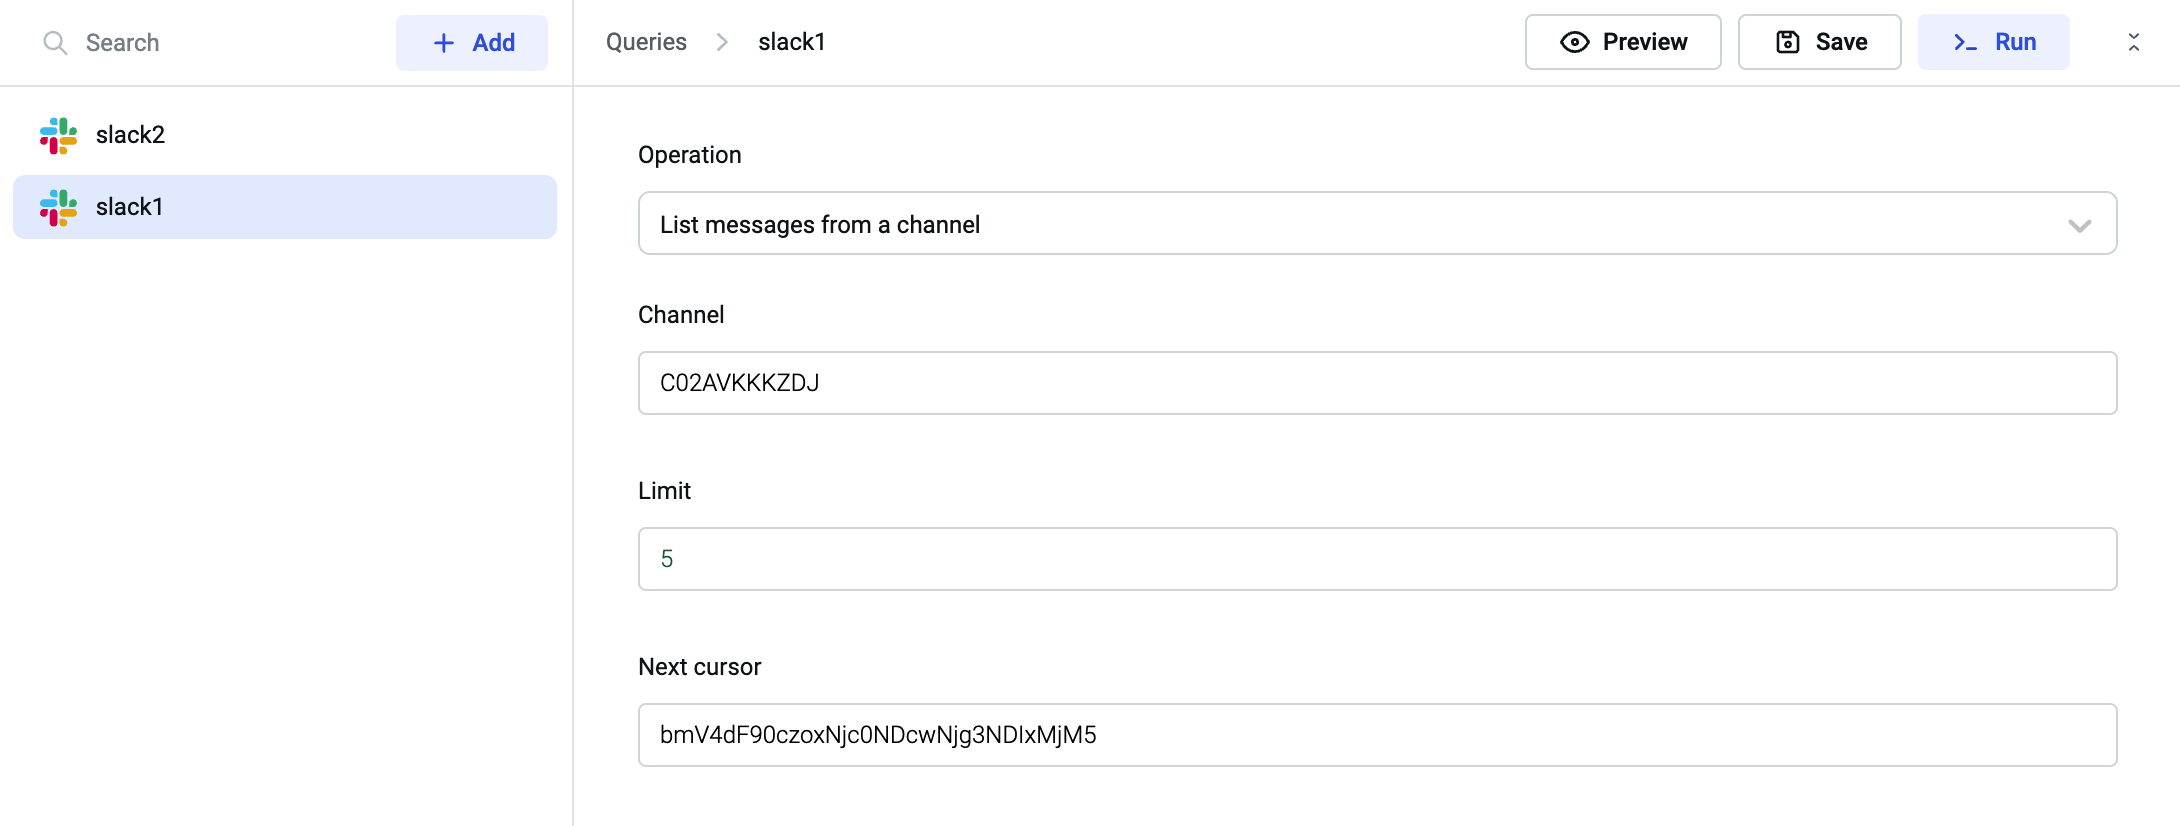 Search
Add
Queries
slack1
Preview
Save
Run
slack2
slack1
Operation
List messages from a channel
Channel
C02AVKKKZDJ
Limit
5
Next cursor
bmV4dF90czoxNjc0NDcwNjg3NDIxMjM5